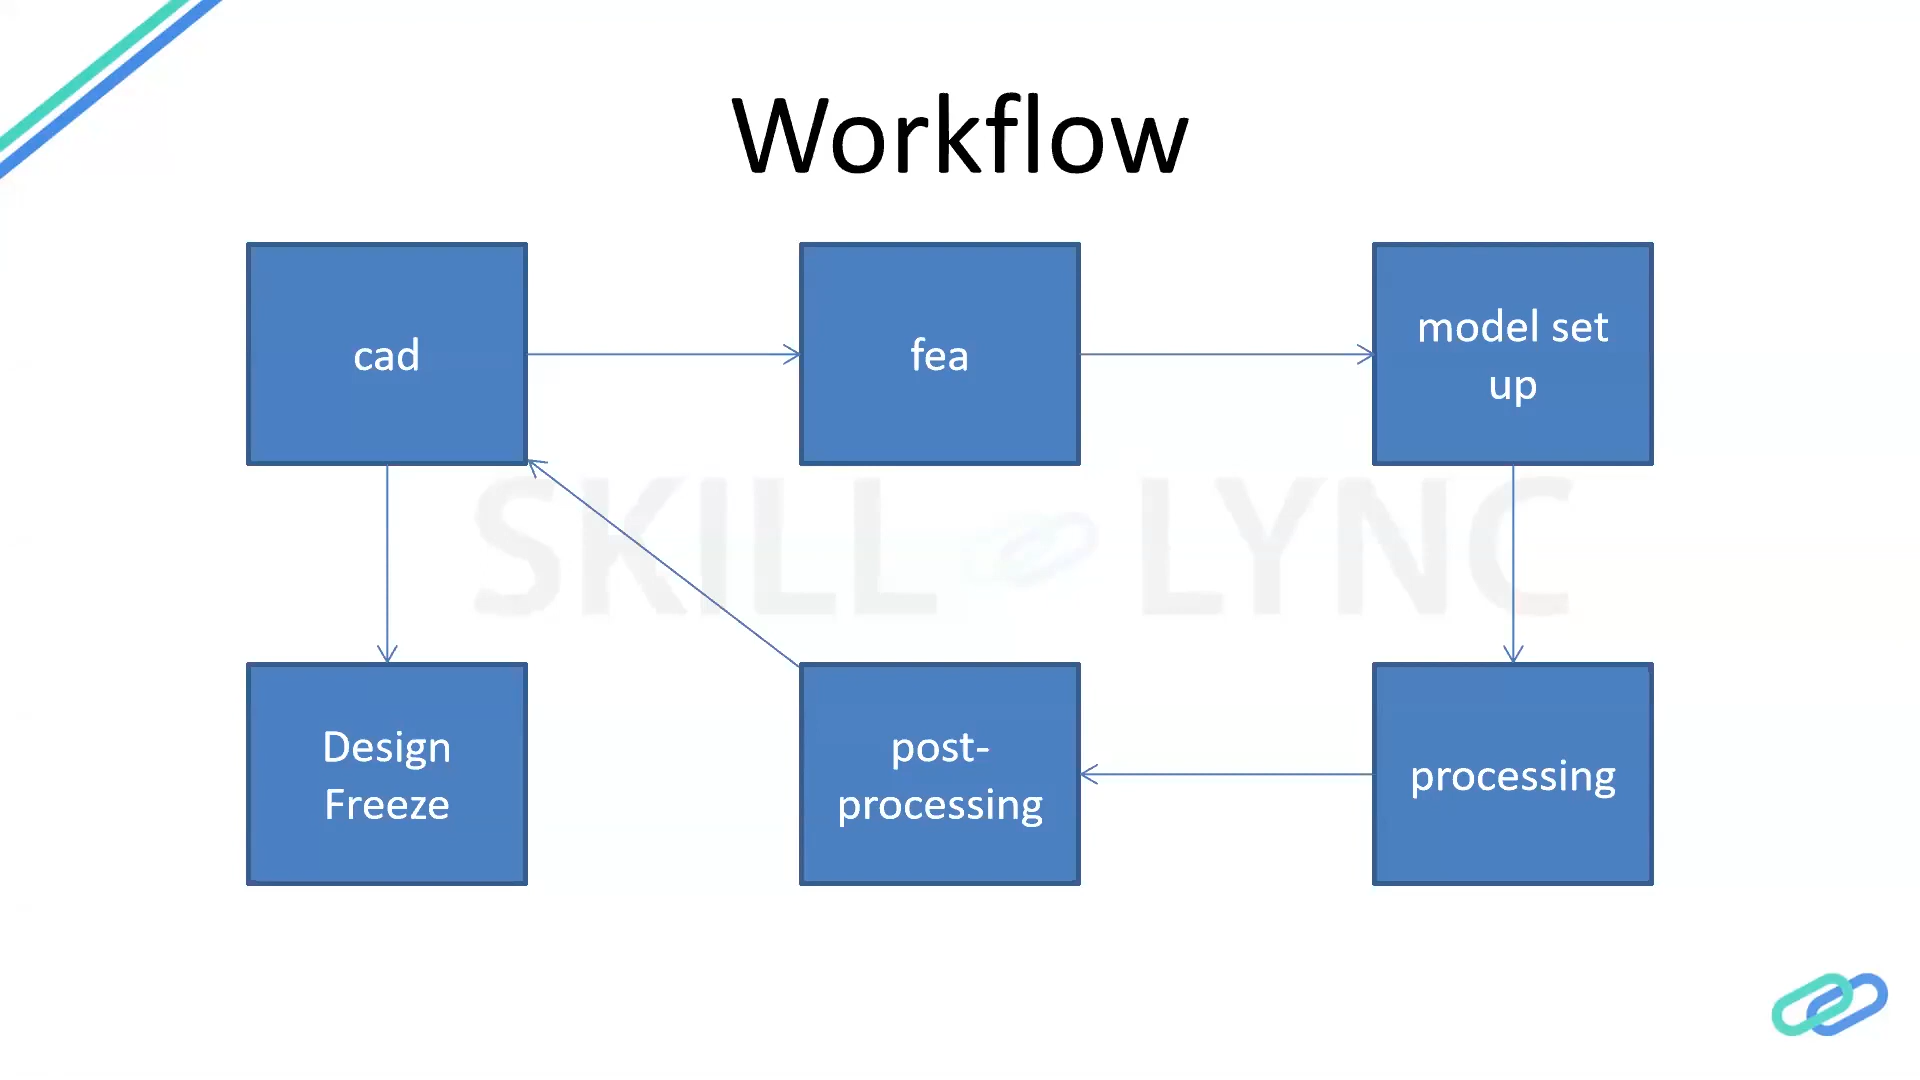 Workflow
cad
fea
model set
up
SKILL LYNC
Design
Freeze
post-
processing
processing